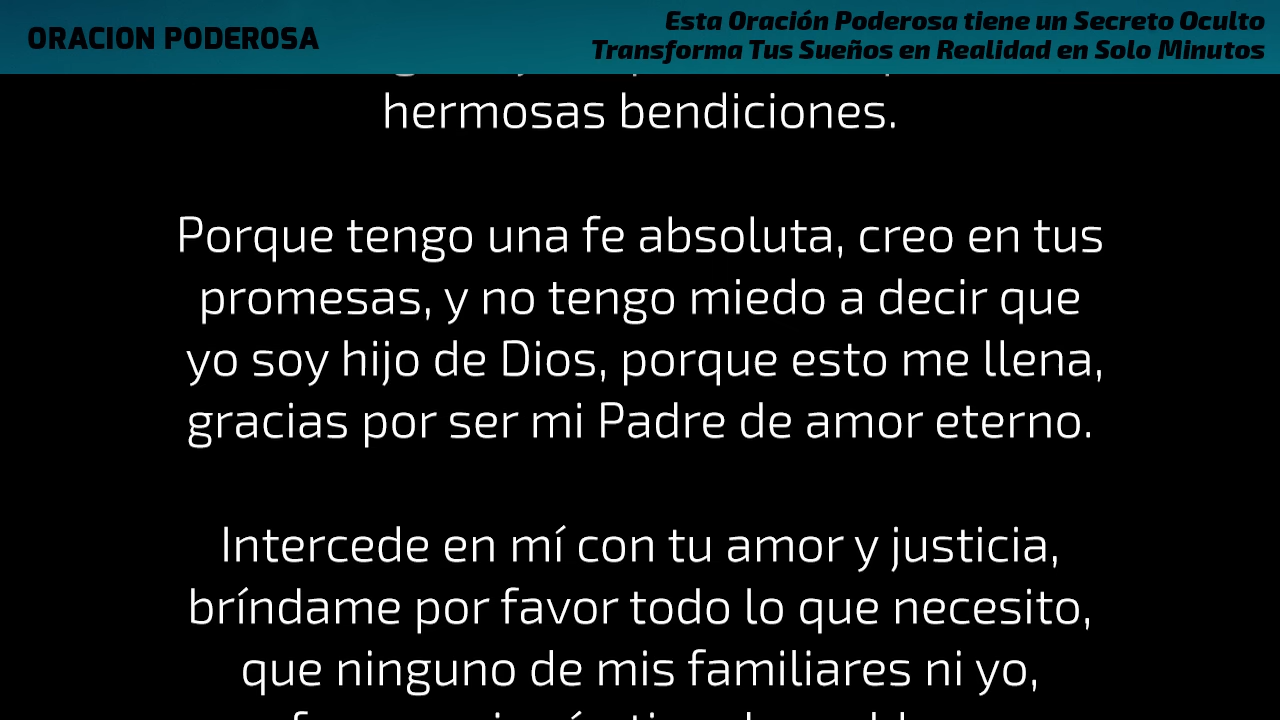 ORACION PODEROSA
Esta Oración Poderosa tiene un Secreto Oculto
Transforma Tus Sueños en Realidad en Solo Minutos
hermosas bendiciones.
Porque tengo una fe absoluta, creo en tus
promesas, y no tengo miedo a decir que
yo soy hijo de Dios, porque esto me llena,
gracias por ser mi Padre de amor eterno.
Intercede en mí con tu amor y justicia,
bríndame por favor todo lo que necesito,
que ninguno de mis familiares ni yo,